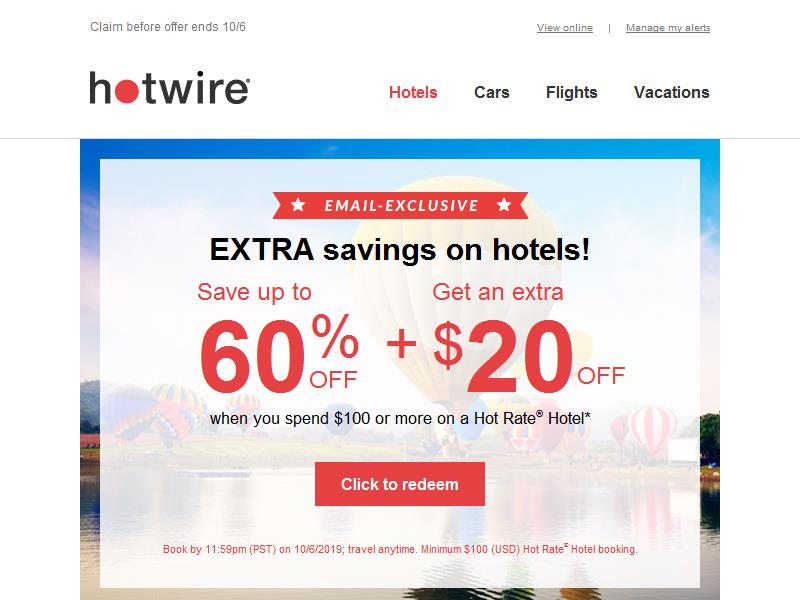 Claim before offer ends 10/6
View online | Manage my alerts
hotwire®
Hotels Cars Flights Vacations
EMAIL-EXCLUSIVE
EXTRA savings on hotels!
Save up to Get an extra
60% OFF + $20 OFF
when you spend $100 or more on a Hot Rate® Hotel*
Click to redeem
Book by 11:59pm (PST) on 10/6/2019; travel anytime. Minimum $100 (USD) Hot Rate® Hotel booking.